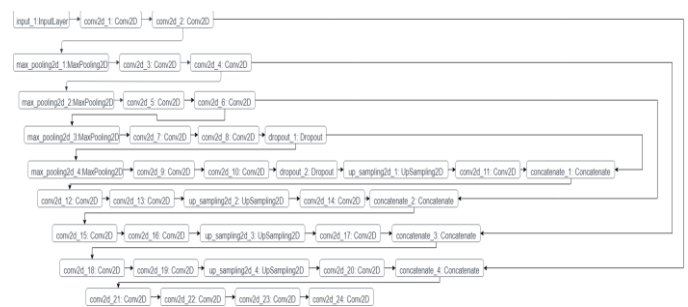 input_1:InputLayer conv2d_1: Conv2D conv2d_2: Conv2D
max_pooling2d_1:MaxPooling2D conv2d_3: Conv2D conv2d_4: Conv2D
max_pooling2d_2:MaxPooling2D conv2d_5: Conv2D conv2d_6: Conv2D
max_pooling2d_3:MaxPooling2D conv2d_7: Conv2D conv2d_8: Conv2D dropout_1: Dropout
max_pooling2d_4:MaxPooling2D conv2d_9: Conv2D conv2d_10: Conv2D dropout_2: Dropout up_sampling2d_1: UpSampling2D conv2d_11: Conv2D concatenate_1: Concatenate
conv2d_12: Conv2D conv2d_13: Conv2D up_sampling2d_2: UpSampling2D conv2d_14: Conv2D concatenate_2: Concatenate
conv2d_15: Conv2D conv2d_16: Conv2D up_sampling2d_3: UpSampling2D conv2d_17: Conv2D concatenate_3: Concatenate
conv2d_18: Conv2D conv2d_19: Conv2D up_sampling2d_4: UpSampling2D conv2d_20: Conv2D concatenate_4: Concatenate
conv2d_21: Conv2D conv2d_22: Conv2D conv2d_23: Conv2D conv2d_24: Conv2D